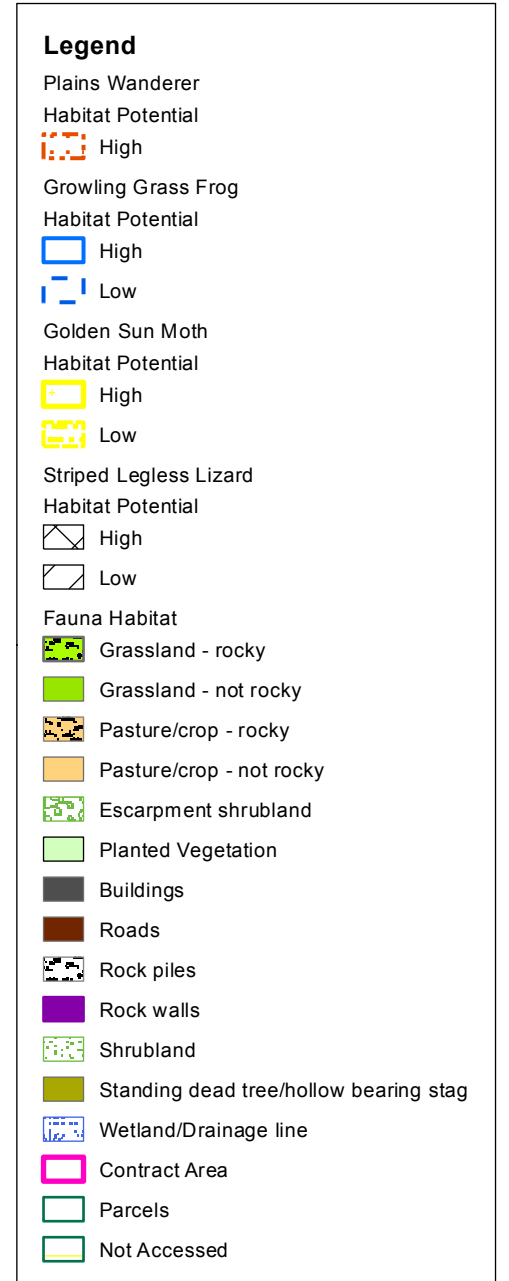 Legend
Plains Wanderer
Habitat Potential
High
Growling Grass Frog
Habitat Potential
High
Low
Golden Sun Moth
Habitat Potential
High
Low
Striped Legless Lizard
Habitat Potential
High
Low
Fauna Habitat
Grassland - rocky
Grassland - not rocky
Pasture/crop - rocky
Pasture/crop - not rocky
Escarpment shrubland
Planted Vegetation
Buildings
Roads
Rock piles
Rock walls
Shrubland
Standing dead tree/hollow bearing stag
Wetland/Drainage line
Contract Area
Parcels
Not Accessed